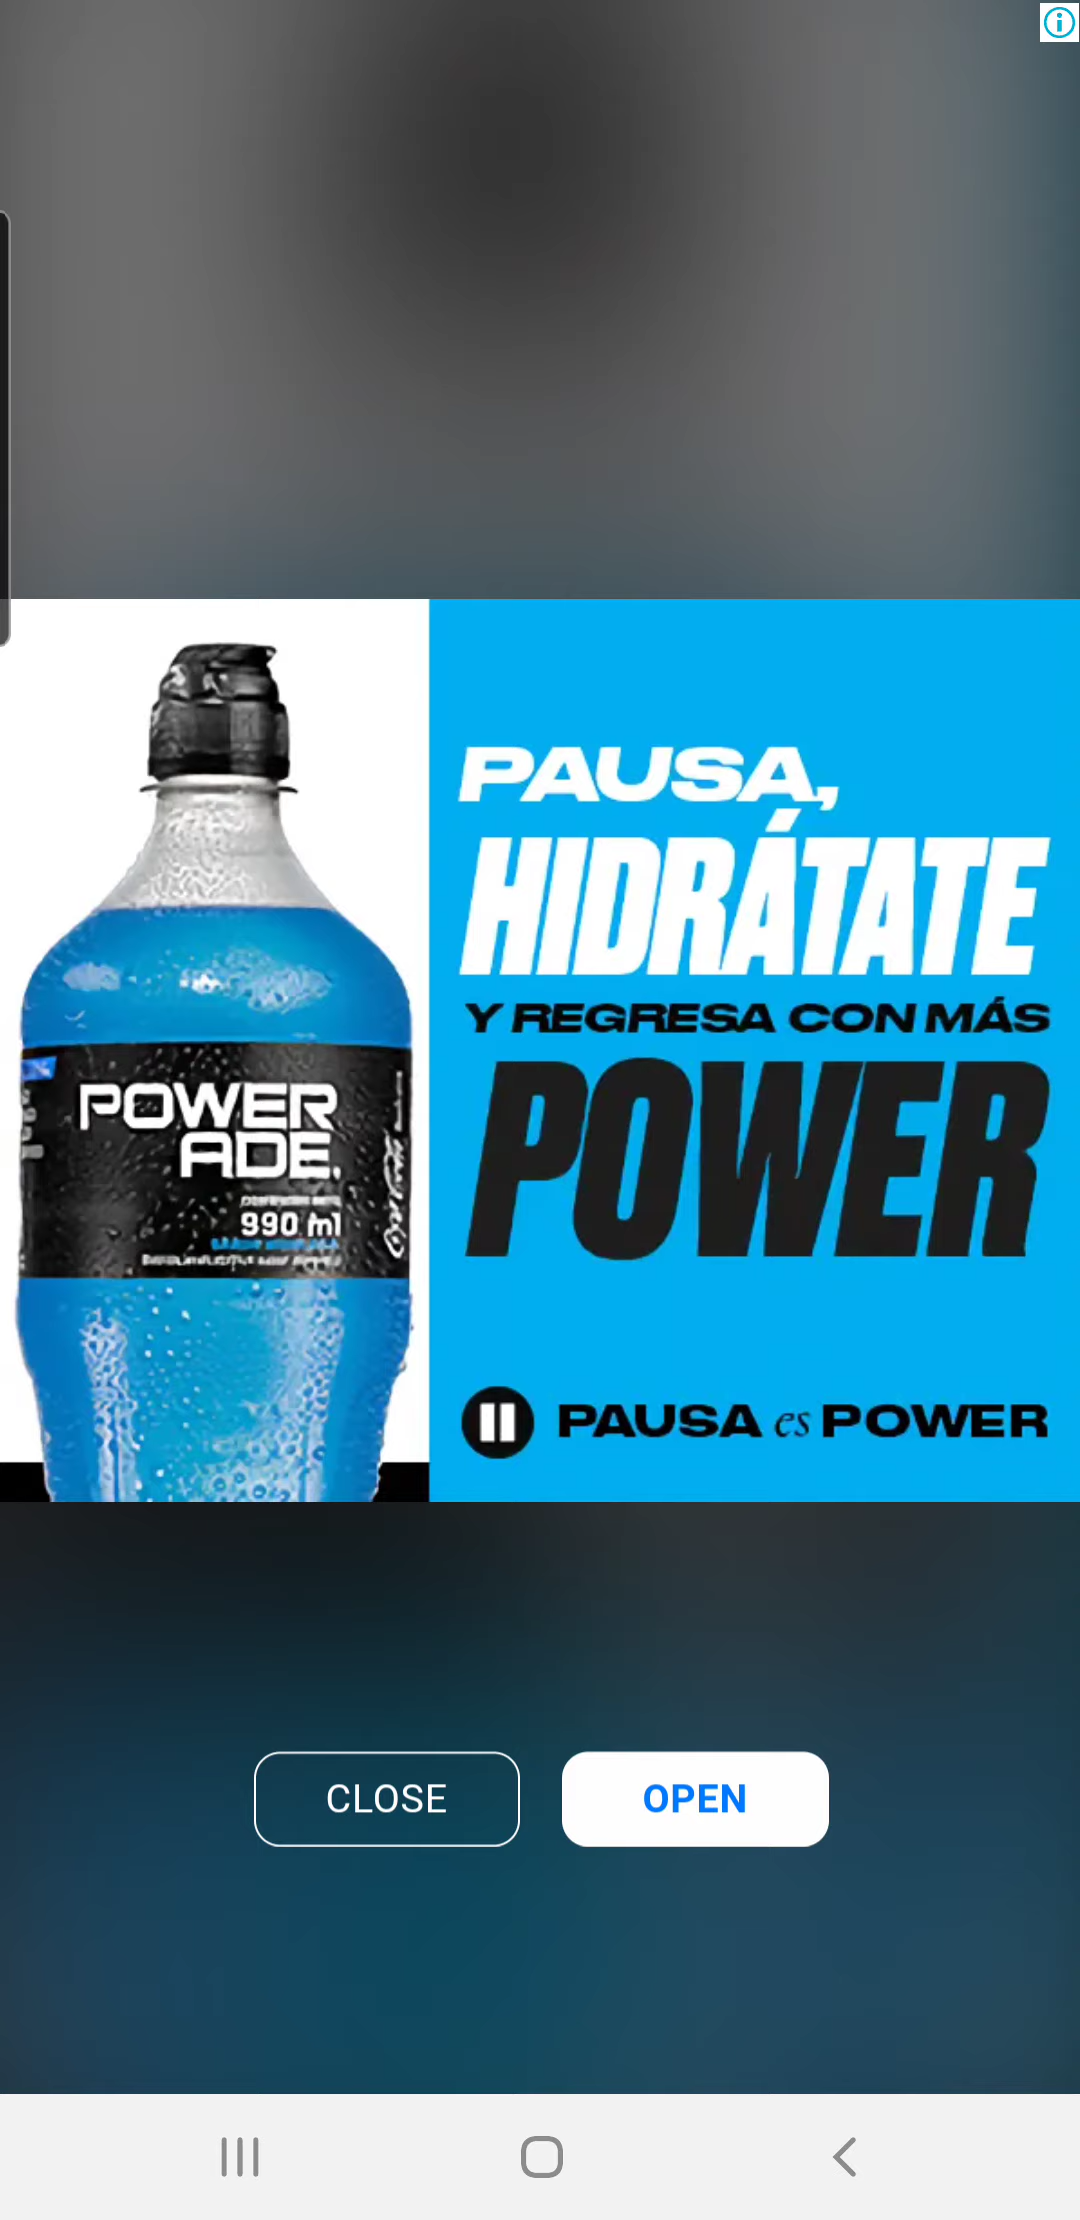 POWER
ADE.
990 ml
PAUSA,
HIDRÁTATE
Y REGRESA CON MÁS
POWER
PAUSA es POWER
CLOSE
OPEN